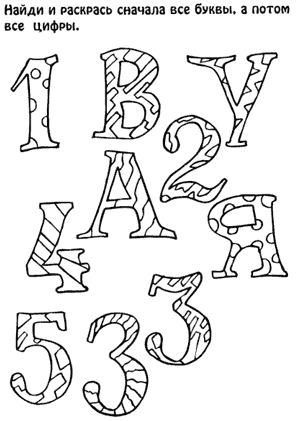 Найди и раскрась сначала все буквы, а потом
все цифры.
1 В У
2
А
4 Я
5 3 3